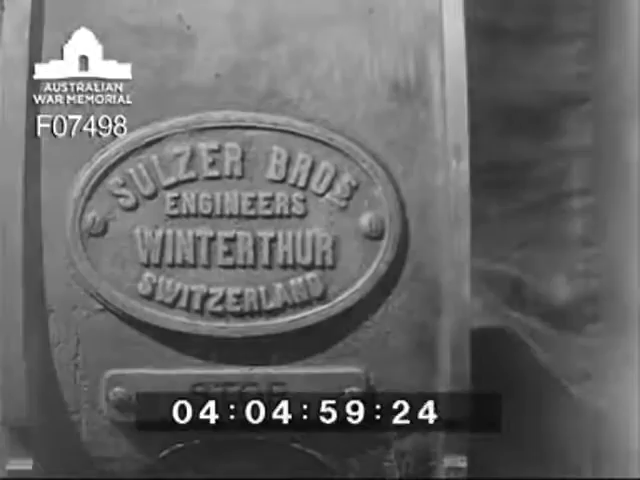 AUSTRALIAN
WAR MEMORIAL
F07498
SULZER BROS
ENGINEERS
WINTERTHUR
SWITZERLAND
04:04:59:24